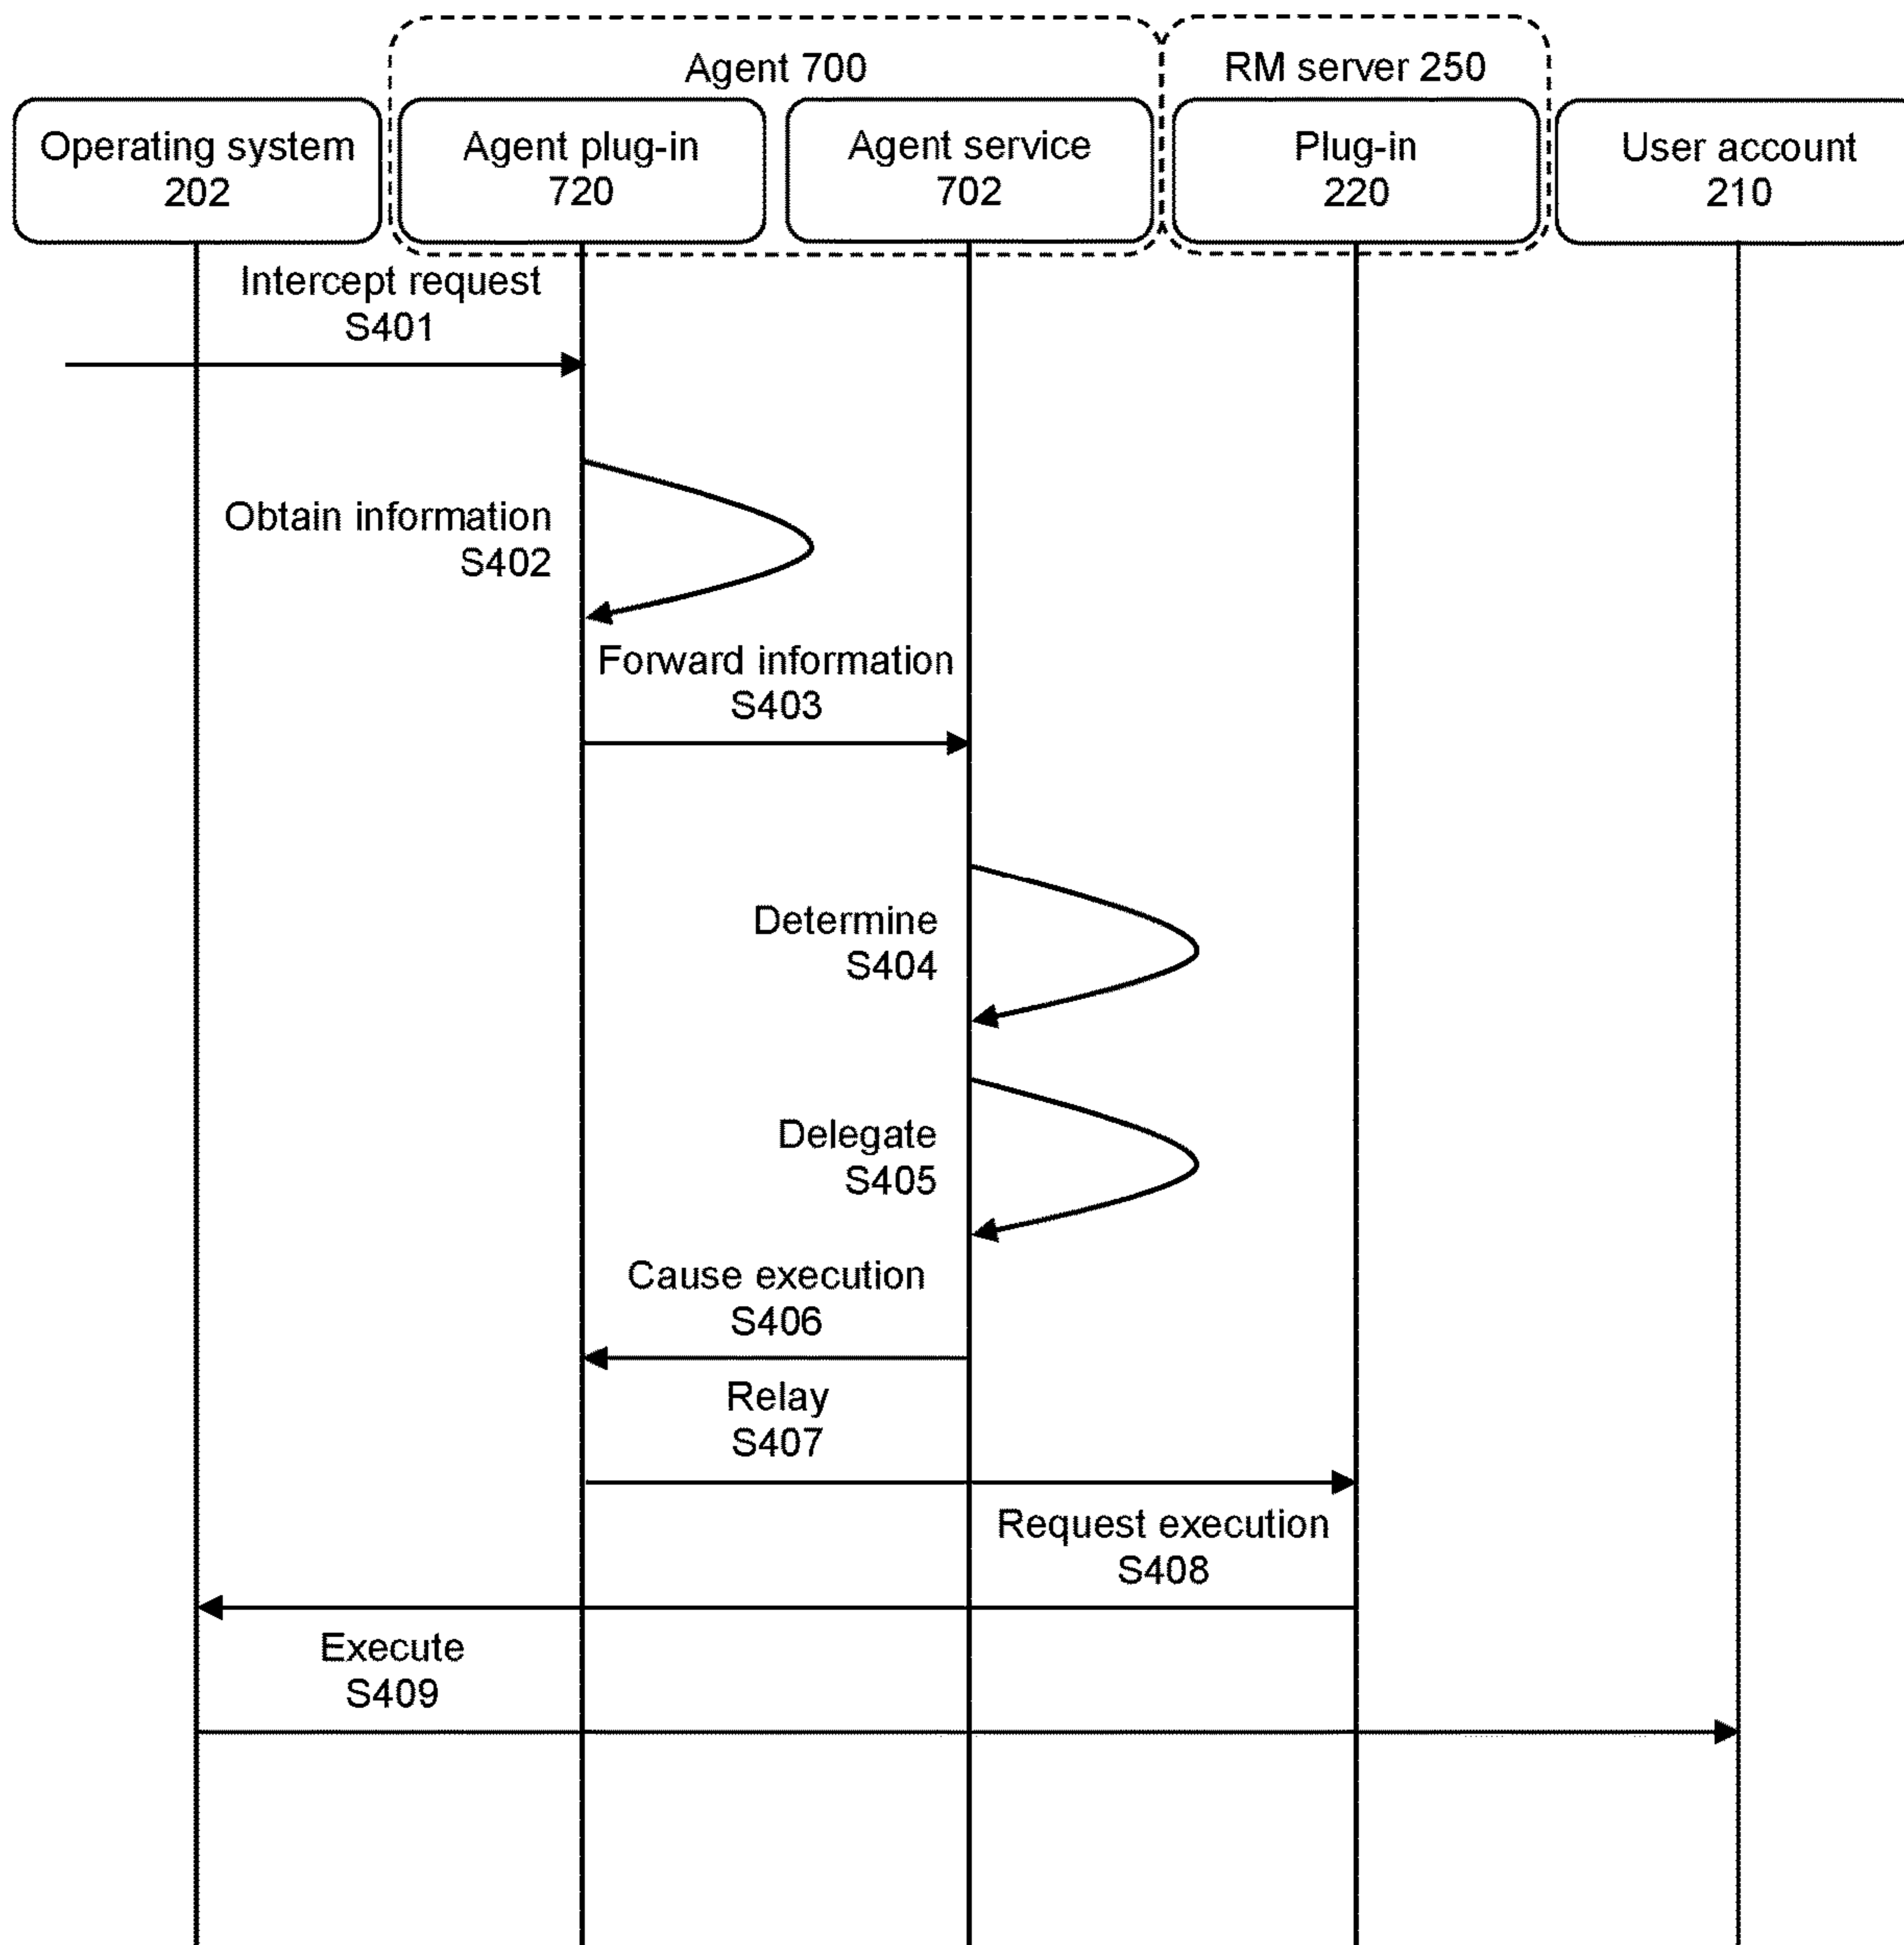 Agent 700
RM server 250
Operating system
202
Agent plug-in
720
Agent service
702
Plug-in
220
User account
210
Intercept request
S401
Obtain information
S402
Forward information
S403
Determine
S404
Delegate
S405
Cause execution
S406
Relay
S407
Request execution
S408
Execute
S409